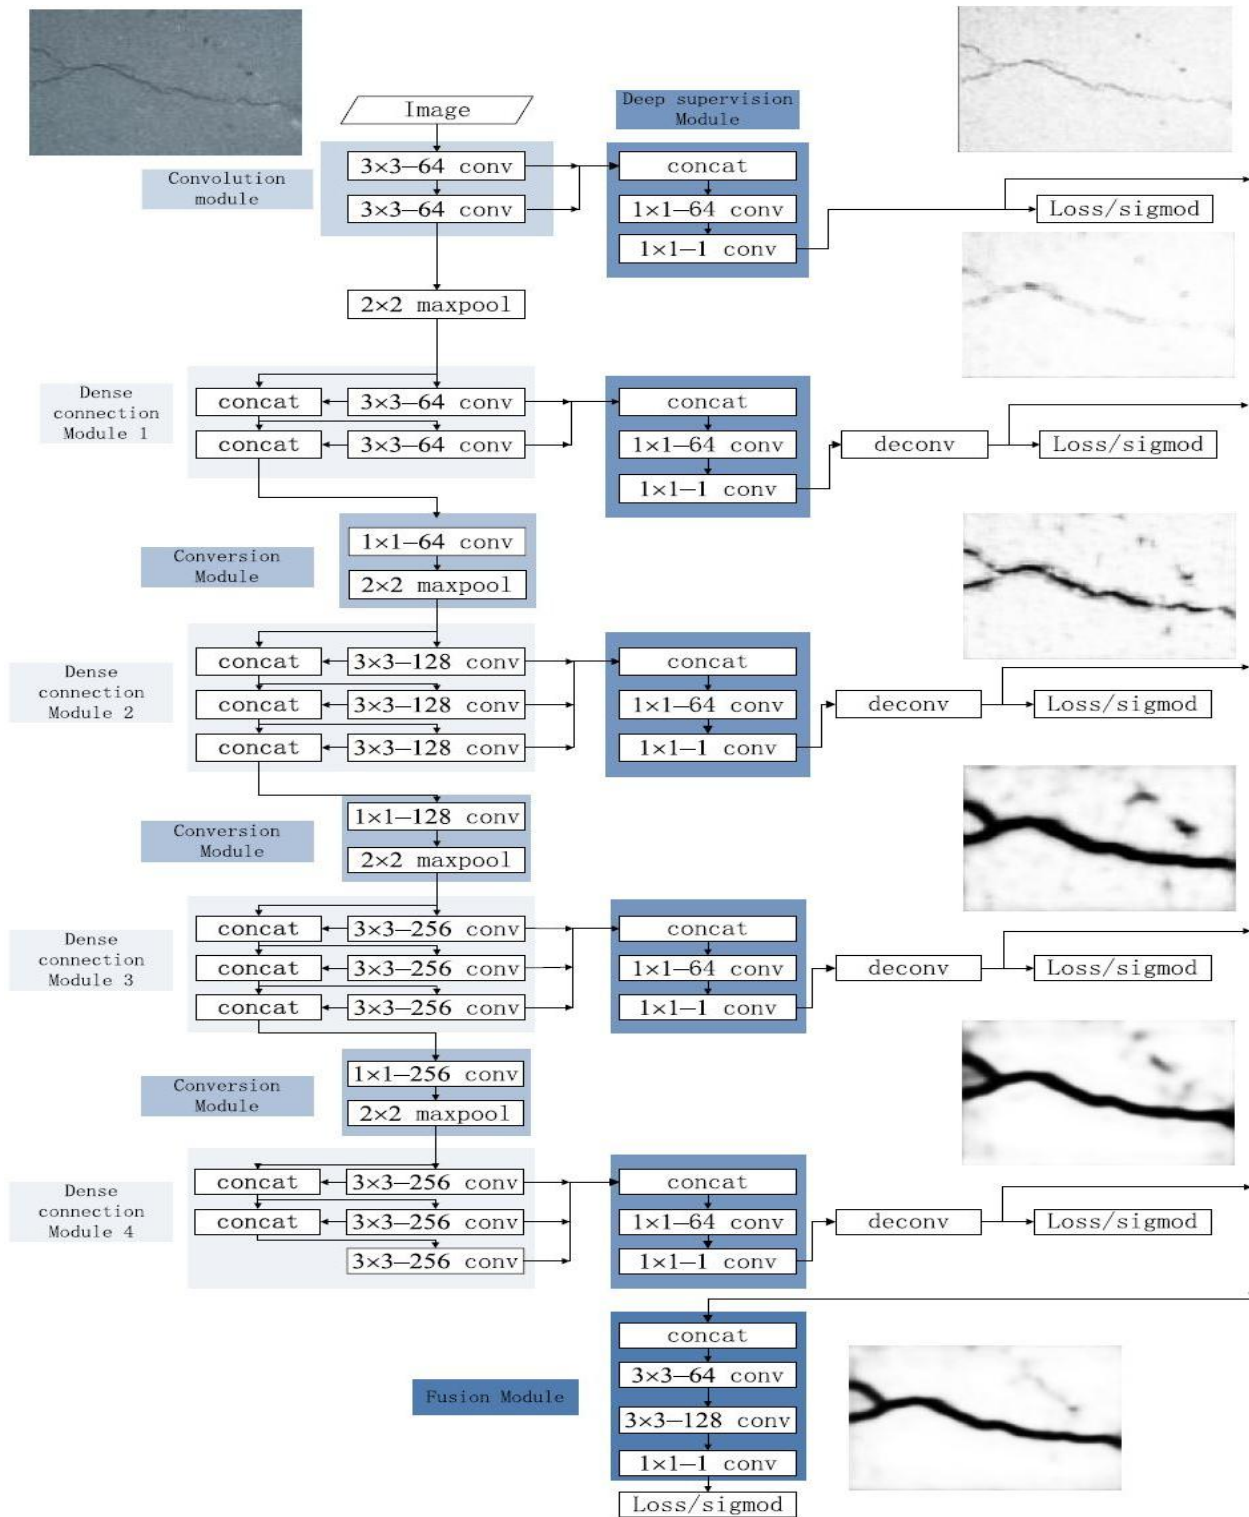 Image
Deep supervision
Module
Convolution
module
3×3—64 conv
3×3—64 conv
concat
1×1—64 conv
1×1—1 conv
Loss/sigmod
2×2 maxpool
Dense
connection
Module 1
concat
3×3—64 conv
concat
3×3—64 conv
concat
1×1—64 conv
1×1—1 conv
deconv
Loss/sigmod
Conversion
Module
1×1—64 conv
2×2 maxpool
Dense
connection
Module 2
concat
3×3—128 conv
concat
3×3—128 conv
concat
3×3—128 conv
concat
1×1—64 conv
1×1—1 conv
deconv
Loss/sigmod
Conversion
Module
1×1—128 conv
2×2 maxpool
Dense
connection
Module 3
concat
3×3—256 conv
concat
3×3—256 conv
concat
3×3—256 conv
concat
1×1—64 conv
1×1—1 conv
deconv
Loss/sigmod
Conversion
Module
1×1—256 conv
2×2 maxpool
Dense
connection
Module 4
concat
3×3—256 conv
concat
3×3—256 conv
3×3—256 conv
concat
1×1—64 conv
1×1—1 conv
deconv
Loss/sigmod
Fusion Module
concat
3×3—64 conv
3×3—128 conv
1×1—1 conv
Loss/sigmod